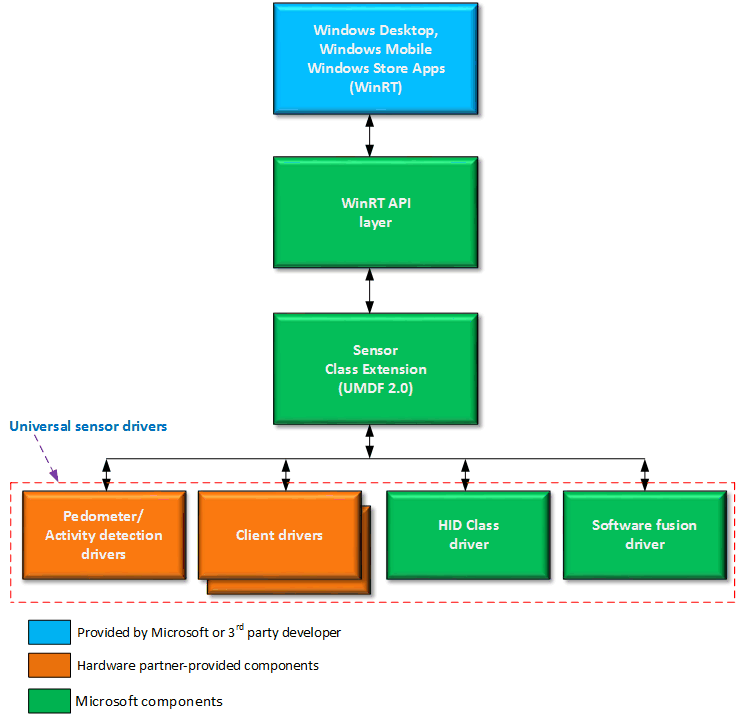 Windows Desktop,
Windows Mobile
Windows Store Apps
(WinRT)
WinRT API
layer
Sensor
Class Extension
(UMDF 2.0)
Universal sensor drivers
Pedometer/
Activity detection
drivers
Client drivers
HID Class
driver
Software fusion
driver
Provided by Microsoft or 3rd party developer
Hardware partner-provided components
Microsoft components